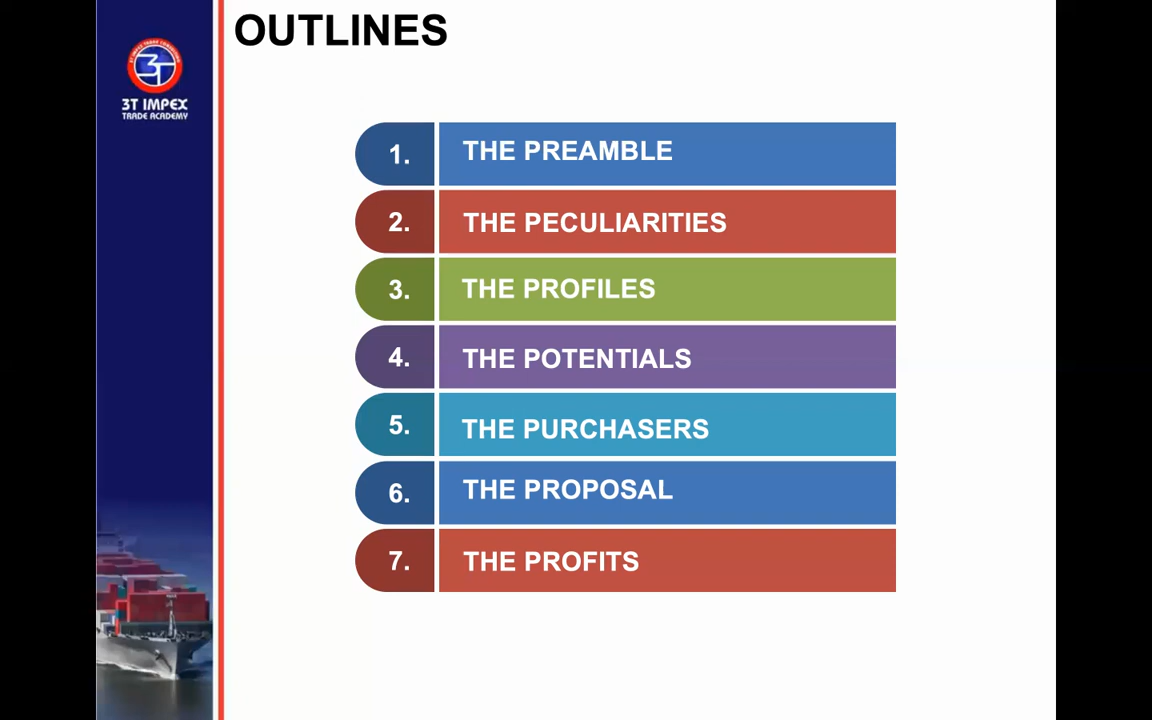 OUTLINES
3T IMPEX
TRADE ACADEMY
1. THE PREAMBLE
2. THE PECULIARITIES
3. THE PROFILES
4. THE POTENTIALS
5. THE PURCHASERS
6. THE PROPOSAL
7. THE PROFITS